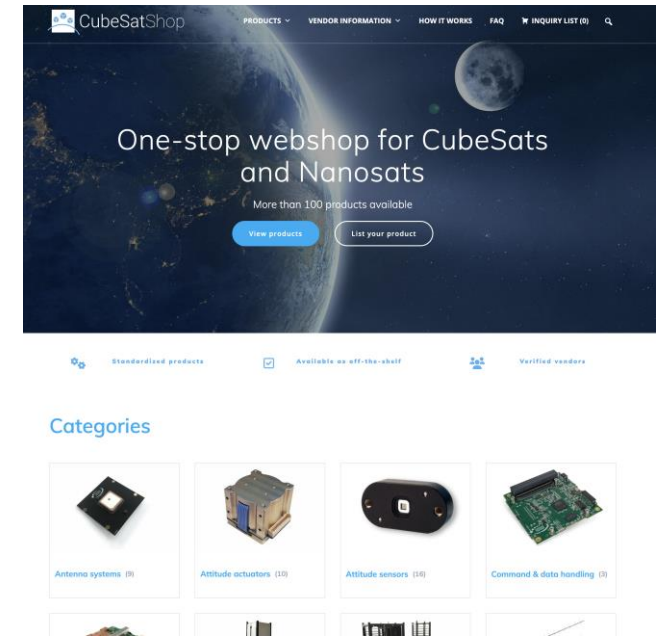 CubeSatShop
PRODUCTS VENDOR INFORMATION HOW IT WORKS FAQ INQUIRY LIST (0)
One-stop webshop for CubeSats
and Nanosats
More than 100 products available
View products List your product
Standardized products Available as off-the-shelf Verified vendors
Categories
Antenna systems (9) Attitude actuators (10) Attitude sensors (16) Command & data handling (3)